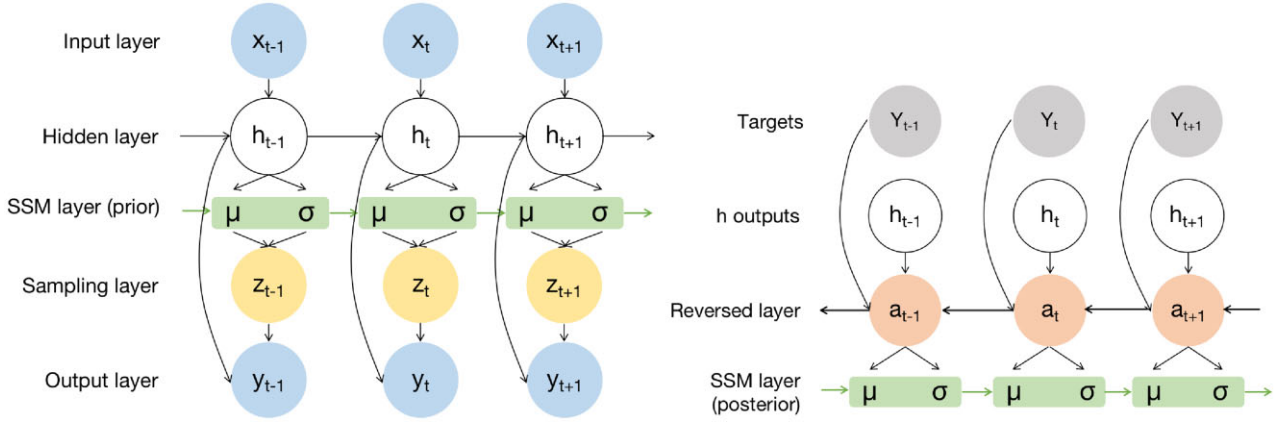 Input layer
x_{t-1} x_t x_{t+1}
Hidden layer
h_{t-1} h_t h_{t+1}
SSM layer (prior)
μ σ μ σ μ σ
Sampling layer
z_{t-1} z_t z_{t+1}
Output layer
y_{t-1} y_t y_{t+1}
Targets
Y_{t-1} Y_t Y_{t+1}
h outputs
h_{t-1} h_t h_{t+1}
Reversed layer
a_{t-1} a_t a_{t+1}
SSM layer
(posterior)
μ σ μ σ μ σ